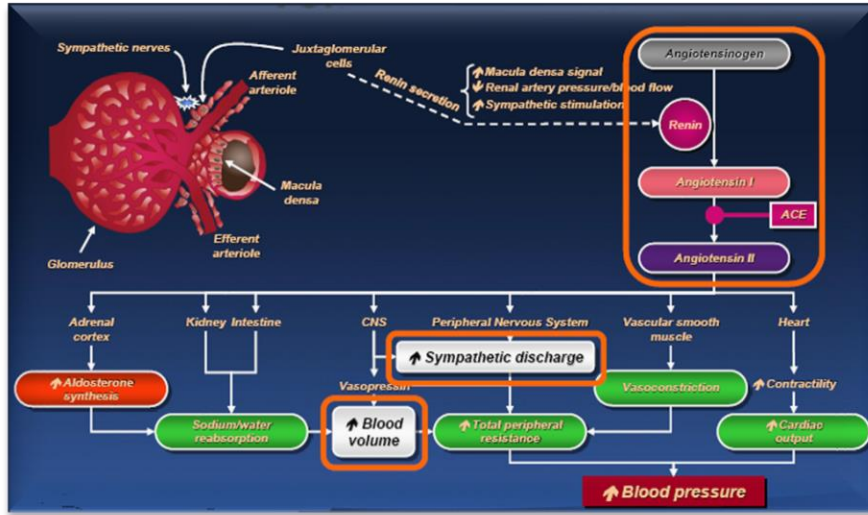 Sympathetic nerves
Juxtaglomerular
cells
Afferent
arteriole
Renin secretion
↑ Macula densa signal
↓ Renal artery pressure/blood flow
↑ Sympathetic stimulation
Angiotensinogen
Renin
Macula
densa
Angiotensin I
ACE
Efferent
arteriole
Glomerulus
Angiotensin II
Adrenal
cortex
Kidney
Intestine
CNS
Peripheral Nervous System
Vascular smooth
muscle
Heart
↑ Sympathetic discharge
↑ Aldosterone
synthesis
Vasopressin
Vasoconstriction
↑ Contractility
Sodium/water
reabsorption
↑ Blood
volume
↑ Total peripheral
resistance
↑ Cardiac
output
↑ Blood pressure